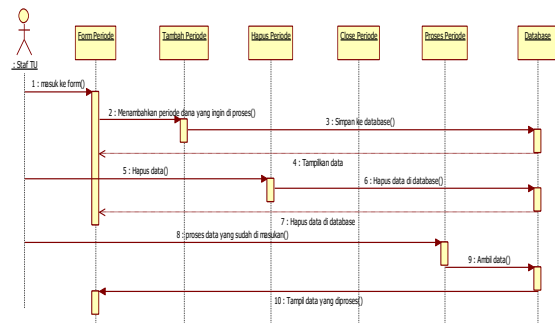 Form Periode
Tambah Periode
Hapus Periode
Close Periode
Proses Periode
Database
: Staf TU
1 : masuk ke form()
2 : Menambahkan periode dana yang ingin di proses()
3 : Simpan ke database()
4 : Tampilkan data
5 : Hapus data()
6 : Hapus data di database()
7 : Hapus data di database
8 : proses data yang sudah di masukan()
9 : Ambil data()
10 : Tampil data yang diproses()